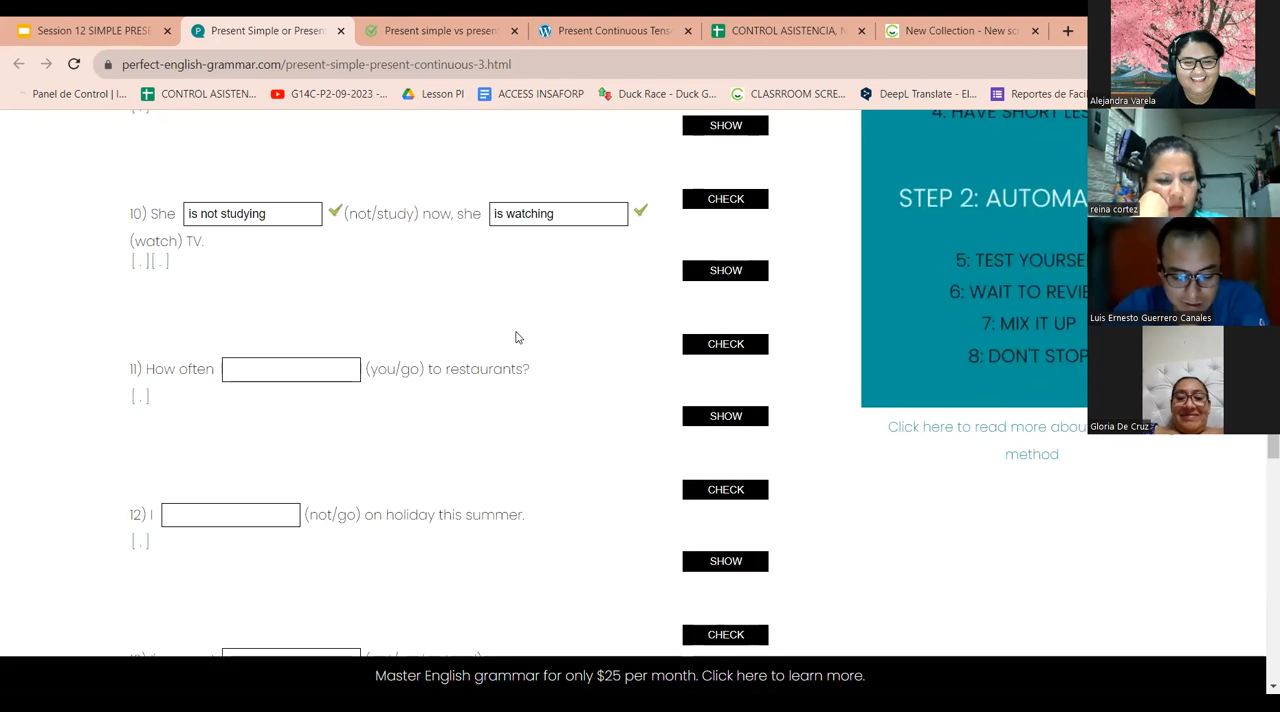 Session 12 SIMPLE PRESE
Present Simple or Presen
Present simple vs presen
Present Continuous Tens
CONTROL ASISTENCIA, N
New Collection - New sc
perfect-english-grammar.com/present-simple-present-continuous-3.html
Panel de Control | I...
CONTROL ASISTEN...
G14C-P2-09-2023 -...
Lesson PI
ACCESS INSAFORP
Duck Race - Duck G...
CLASRROOM SCRE...
DeepL Translate - El...
Reportes de Facil
Alejandra Varela
reina cortez
Luis Ernesto Guerrero Canales
Gloria De Cruz
SHOW
CHECK
10) She is not studying (not/study) now, she is watching
(watch) TV.
[ . ][ . ]
SHOW
CHECK
11) How often (you/go) to restaurants?
[ . ]
SHOW
CHECK
12) I (not/go) on holiday this summer.
[ . ]
SHOW
CHECK
4: HAVE SHORT LES
STEP 2: AUTOMA
5: TEST YOURSE
6: WAIT TO REVIE
7: MIX IT UP
8: DON'T STOP
Click here to read more abou
method
Master English grammar for only $25 per month. Click here to learn more.